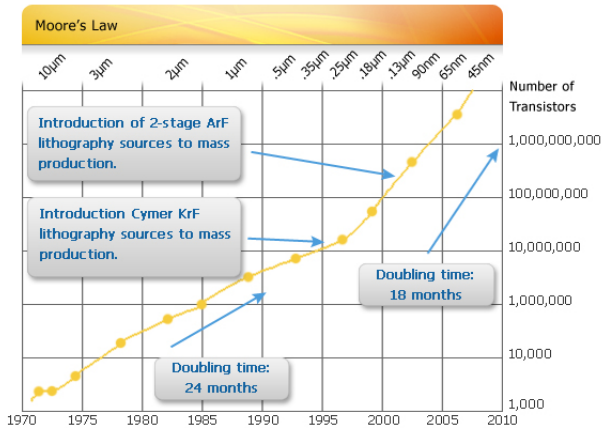 Moore's Law
10µm 3µm 2µm 1µm .5µm .35µm .25µm .18µm .13µm 90nm 65nm 45nm
Number of
Transistors
Introduction of 2-stage ArF
lithography sources to mass
production.
1,000,000,000
100,000,000
Introduction Cymer KrF
lithography sources to mass
production.
10,000,000
Doubling time:
18 months
1,000,000
Doubling time:
24 months
10,000
1,000
1970 1975 1980 1985 1990 1995 2000 2005 2010